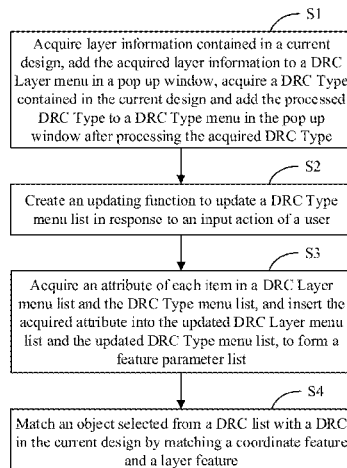 S1
Acquire layer information contained in a current
design, add the acquired layer information to a DRC
Layer menu in a pop up window, acquire a DRC Type
contained in the current design and add the processed
DRC Type to a DRC Type menu in the pop up
window after processing the acquired DRC Type
S2
Create an updating function to update a DRC Type
menu list in response to an input action of a user
S3
Acquire an attribute of each item in a DRC Layer
menu list and the DRC Type menu list, and insert the
acquired attribute into the updated DRC Layer menu
list and the updated DRC Type menu list, to form a
feature parameter list
S4
Match an object selected from a DRC list with a DRC
in the current design by matching a coordinate feature
and a layer feature